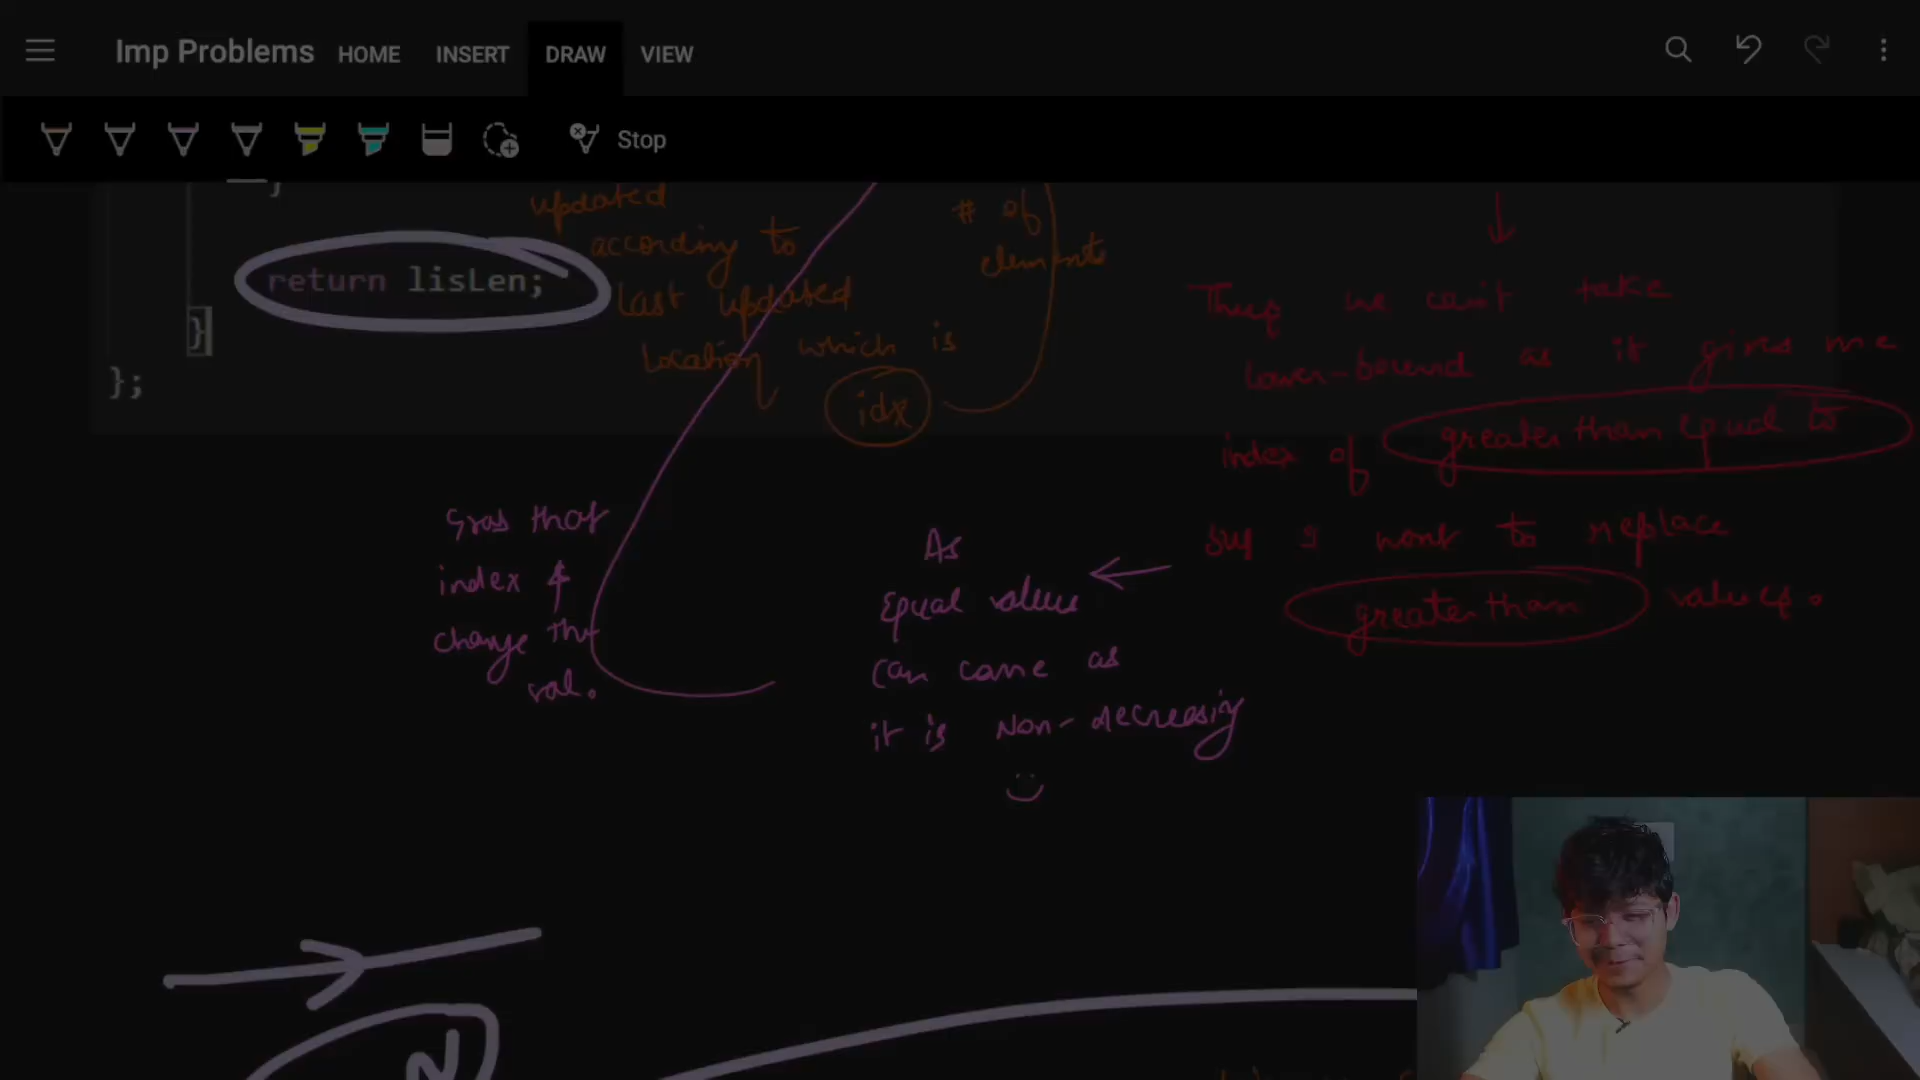 Imp Problems HOME INSERT DRAW VIEW
Stop
}
updated
according to
last updated
location which is
idx
# of
elements
return lisLen;
}
};
Thus we can't take
lower-bound as it gives me
index of greater than equal to
but I want to replace
greater than values.
As
Equal values
can come as
it is Non-decreasing
Grab that
index &
change the
val.
N